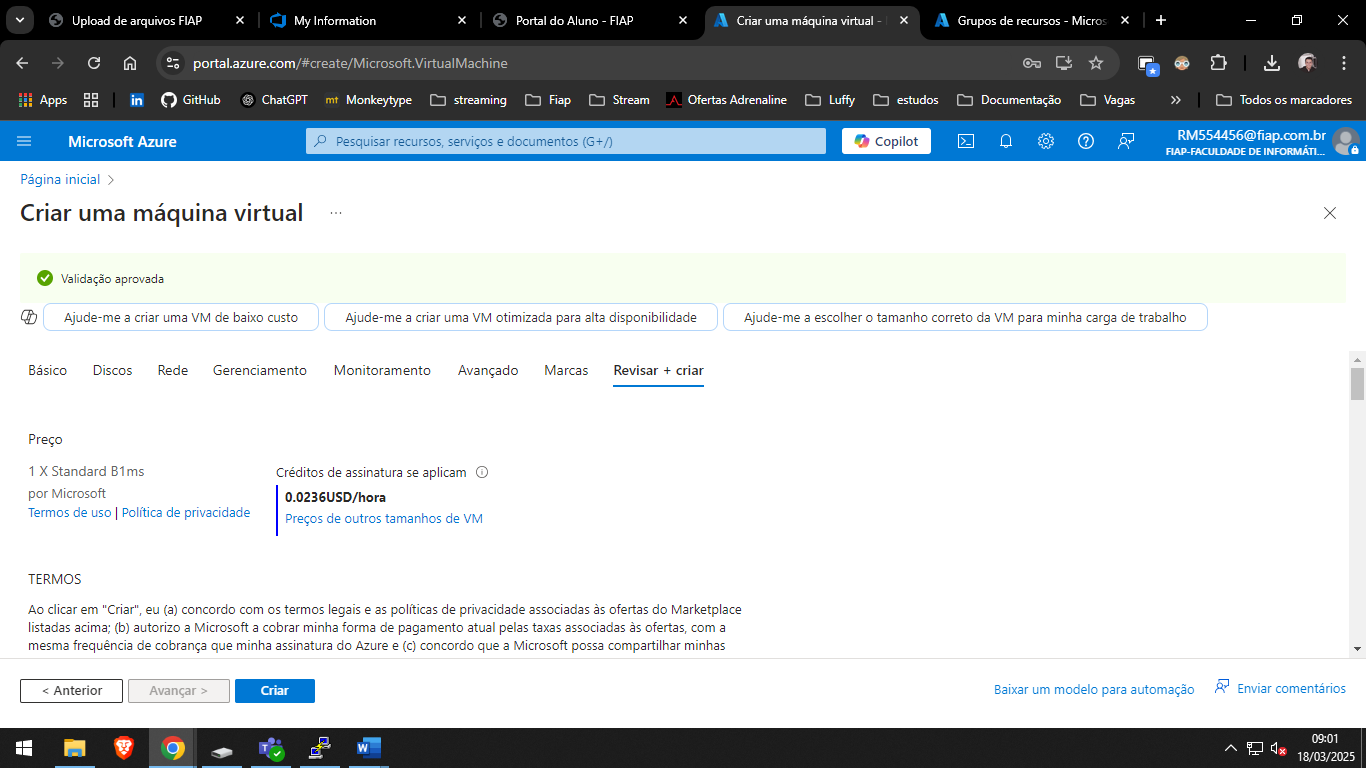 Upload de arquivos FIAP
My Information
Portal do Aluno - FIAP
Criar uma máquina virtual -
Grupos de recursos - Micros
portal.azure.com/#create/Microsoft.VirtualMachine
Apps
GitHub
ChatGPT
mt Monkeytype
streaming
Fiap
Stream
Ofertas Adrenaline
Luffy
estudos
Documentação
Vagas
Todos os marcadores
Microsoft Azure
Pesquisar recursos, serviços e documentos (G+/)
Copilot
RM554456@fiap.com.br
FIAP-FACULDADE DE INFORMÁTI...
Página inicial
Criar uma máquina virtual
...
Validação aprovada
Ajude-me a criar uma VM de baixo custo
Ajude-me a criar uma VM otimizada para alta disponibilidade
Ajude-me a escolher o tamanho correto da VM para minha carga de trabalho
Básico
Discos
Rede
Gerenciamento
Monitoramento
Avançado
Marcas
Revisar + criar
Preço
1 X Standard B1ms
por Microsoft
Termos de uso | Política de privacidade
Créditos de assinatura se aplicam
0.0236USD/hora
Preços de outros tamanhos de VM
TERMOS
Ao clicar em "Criar", eu (a) concordo com os termos legais e as políticas de privacidade associadas às ofertas do Marketplace
listadas acima; (b) autorizo a Microsoft a cobrar minha forma de pagamento atual pelas taxas associadas às ofertas, com a
mesma frequência de cobrança que minha assinatura do Azure e (c) concordo que a Microsoft possa compartilhar minhas
< Anterior
Avançar >
Criar
Baixar um modelo para automação
Enviar comentários
09:01
18/03/2025